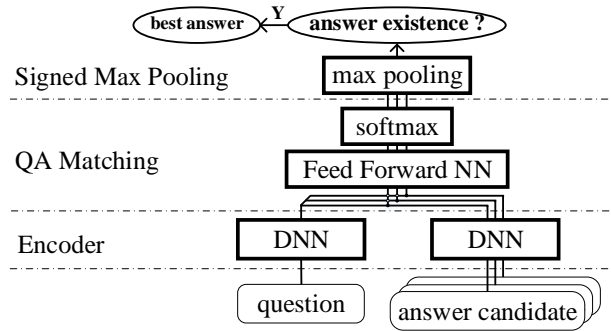 best answer
Y
answer existence ?
Signed Max Pooling
max pooling
softmax
QA Matching
Feed Forward NN
Encoder
DNN
DNN
question
answer candidate